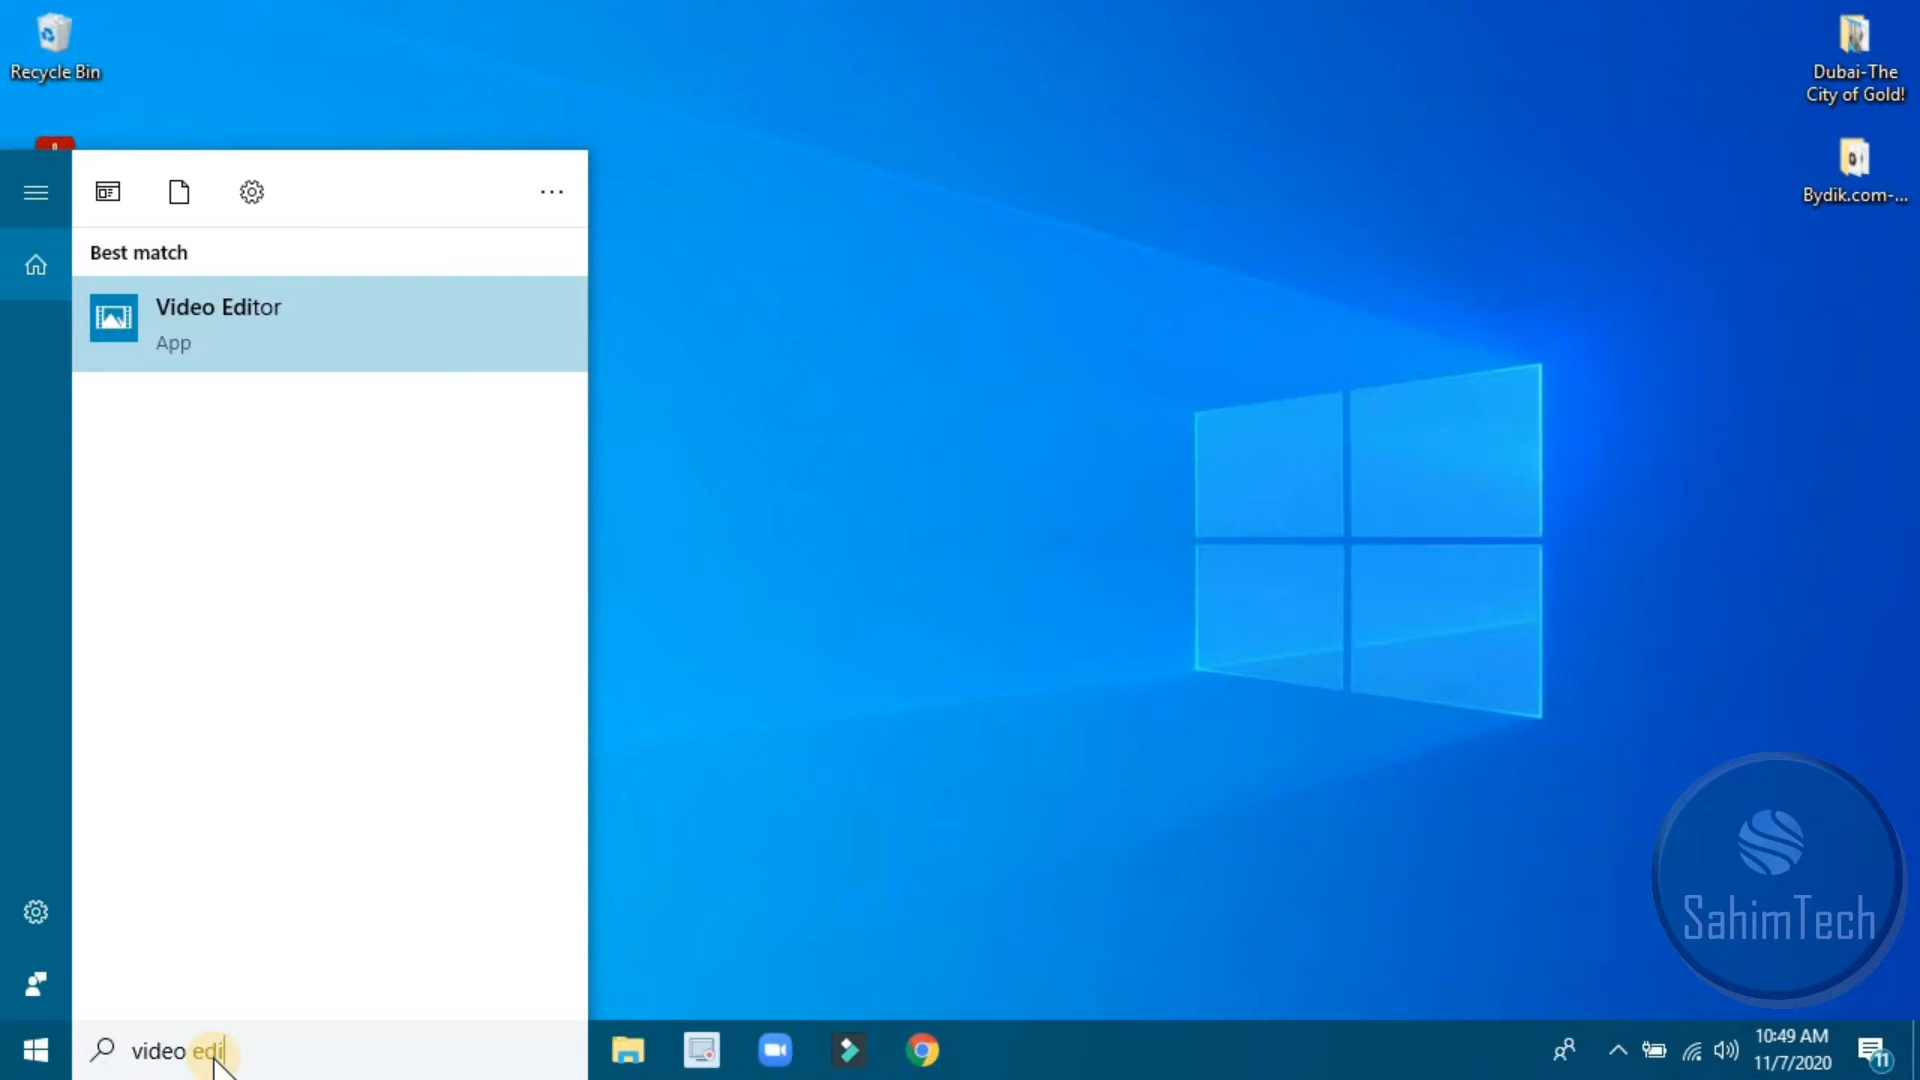 Recycle Bin
Dubai-The
City of Gold!
Bydik.com-...
Best match
Video Editor
App
SahimTech
video edi
10:49 AM
11/7/2020
11